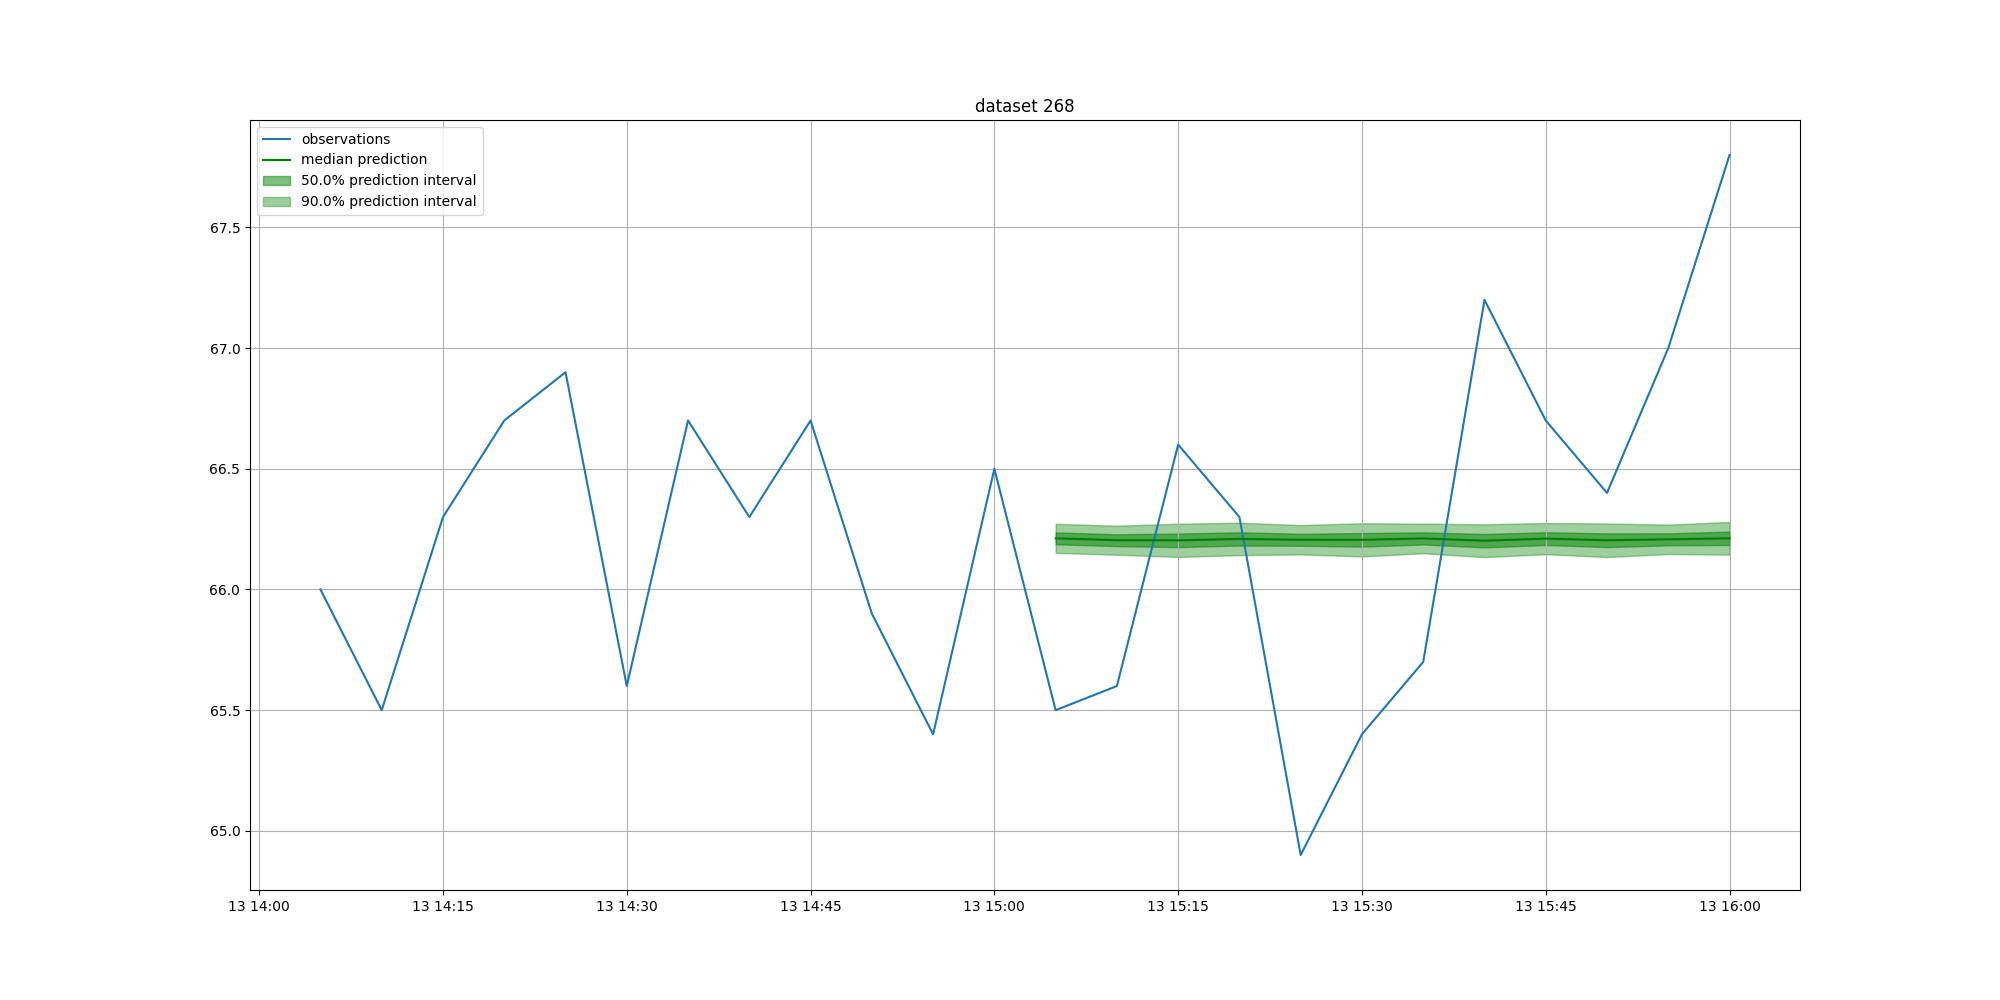 dataset 268
observations
median prediction
50.0% prediction interval
90.0% prediction interval
67.5
67.0
66.5
66.0
65.5
65.0
13 14:00 13 14:15 13 14:30 13 14:45 13 15:00 13 15:15 13 15:30 13 15:45 13 16:00